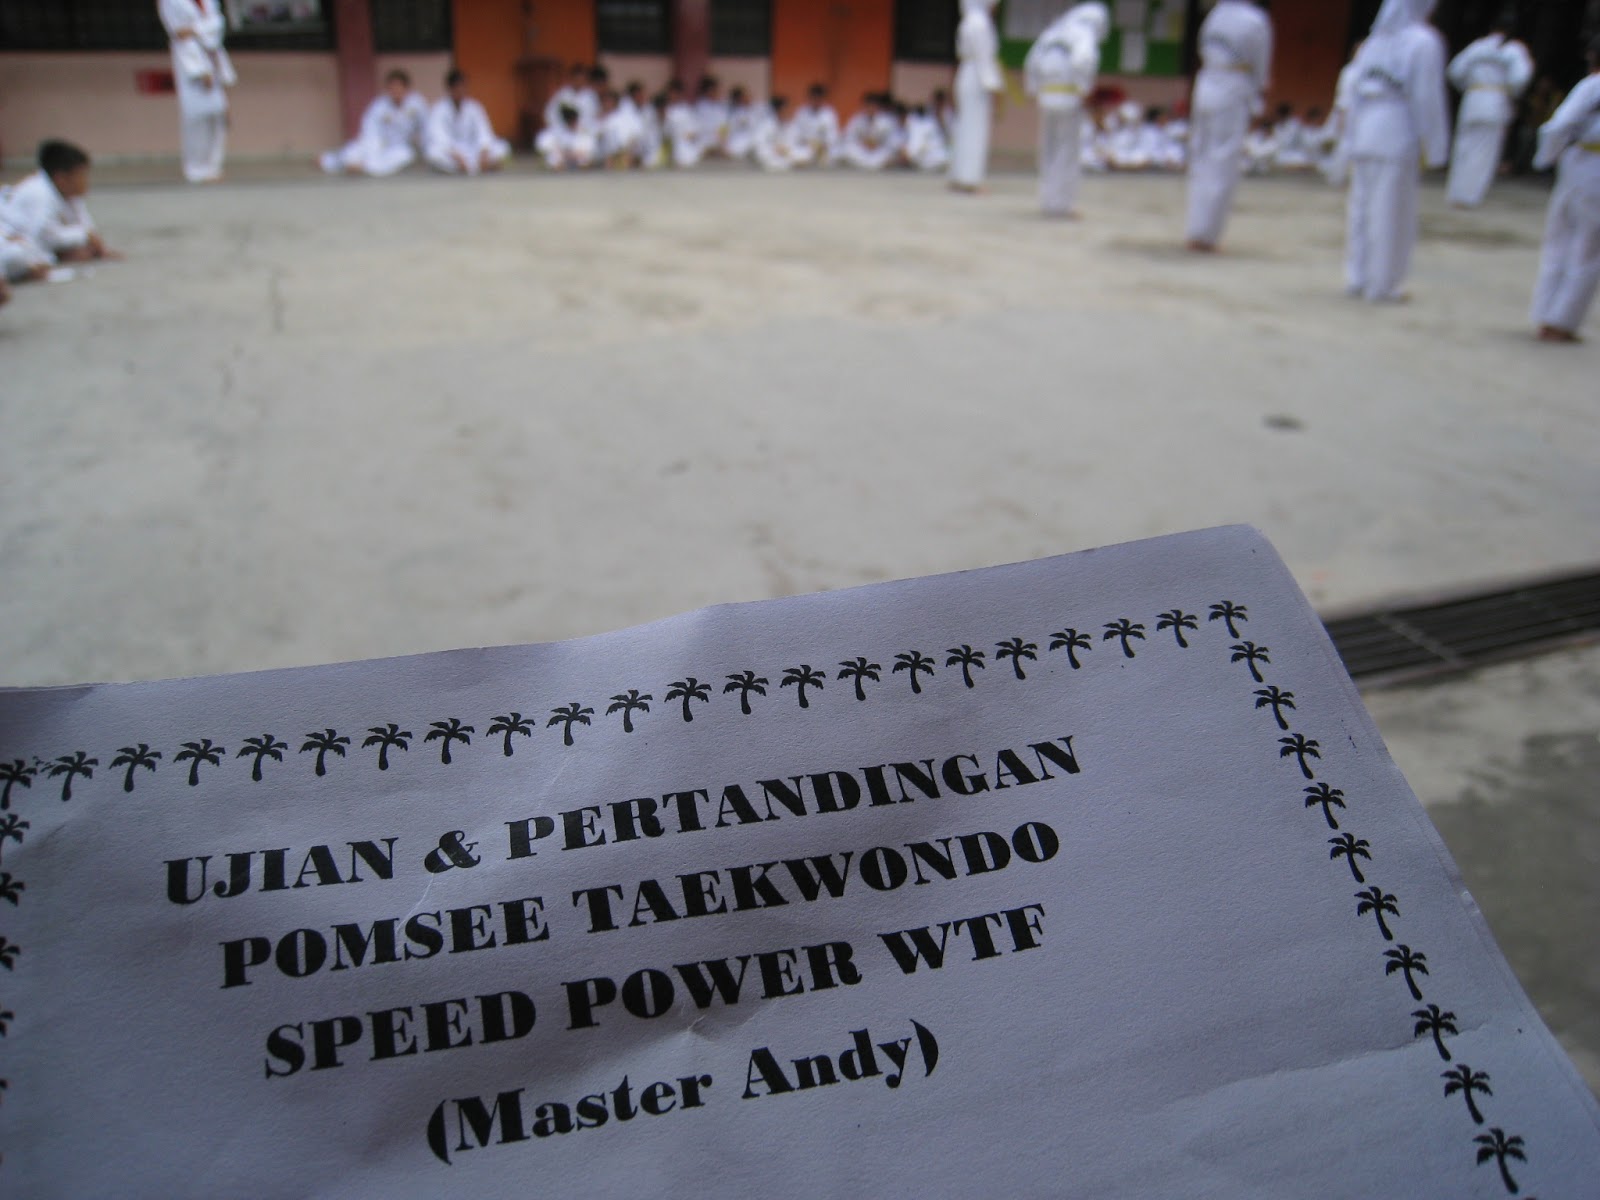 UJIAN & PERTANDINGAN
POMSEE TAEKWONDO
SPEED POWER WTF
(Master Andy)